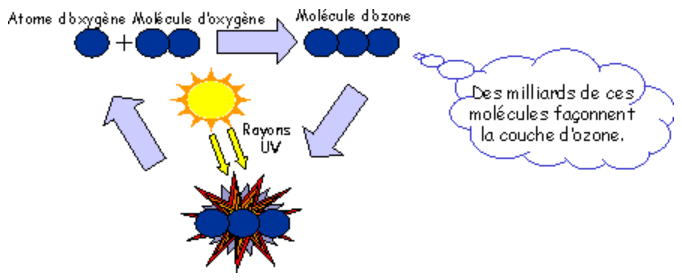 Atome d'oxygène Molécule d'oxygène
Molécule d'ozone
+
Rayons
UV
Des milliards de ces
molécules façonnent
la couche d'ozone.